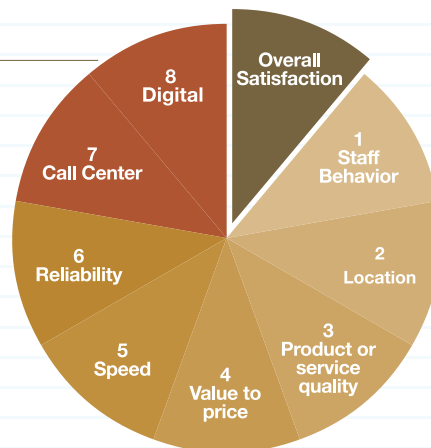 Overall
Satisfaction
1
Staff
Behavior
2
Location
3
Product or
service
quality
4
Value to
price
5
Speed
6
Reliability
7
Call Center
8
Digital